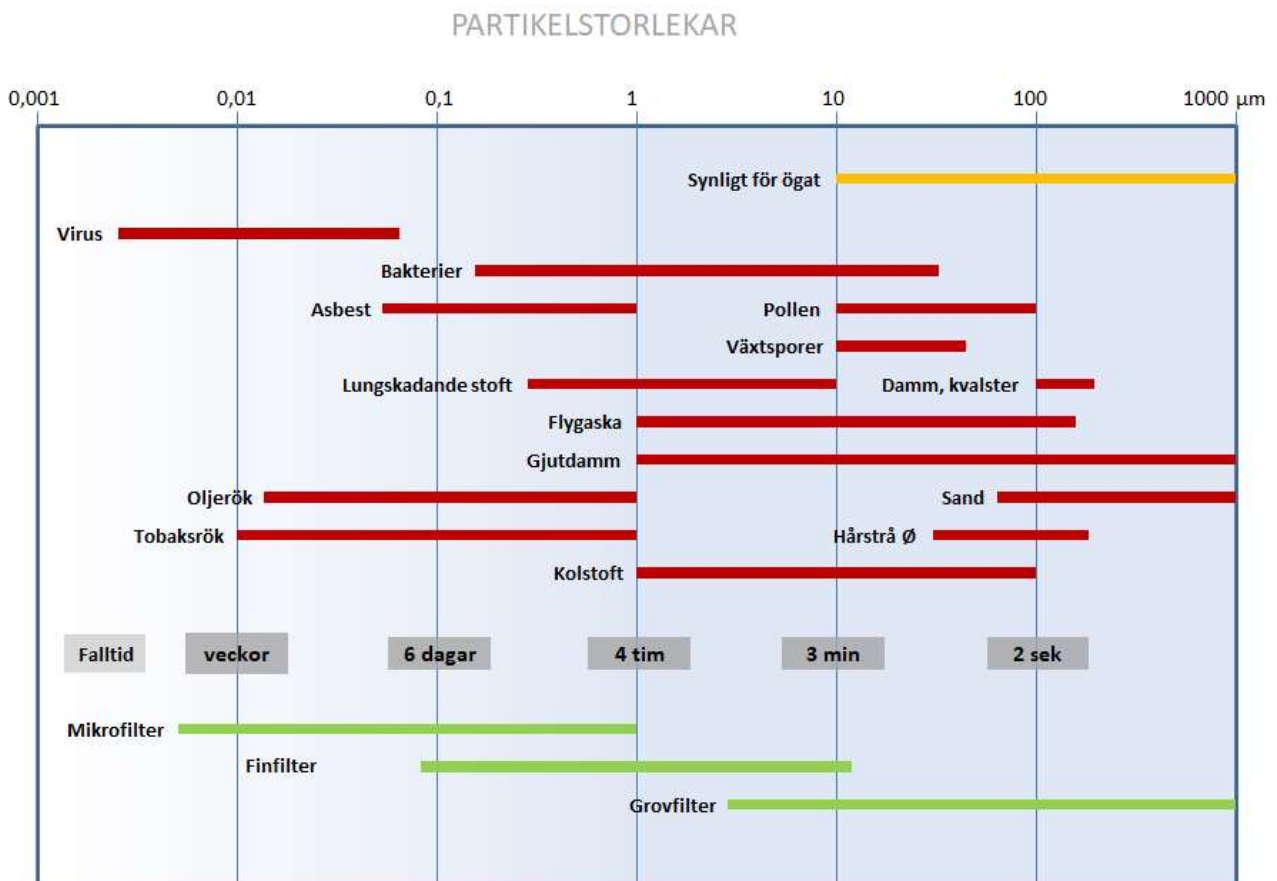 PARTIKELSTORLEKAR
0,001 0,01 0,1 1 10 100 1000 µm
Synligt för ögat
Virus
Bakterier
Asbest Pollen
Växtsporer
Lungskadande stoft Damm, kvalster
Flygaska
Gjutdamm
Oljerök Sand
Tobaksrök Hårstrå Ø
Kolstoft
Falltid veckor 6 dagar 4 tim 3 min 2 sek
Mikrofilter
Finfilter
Grovfilter